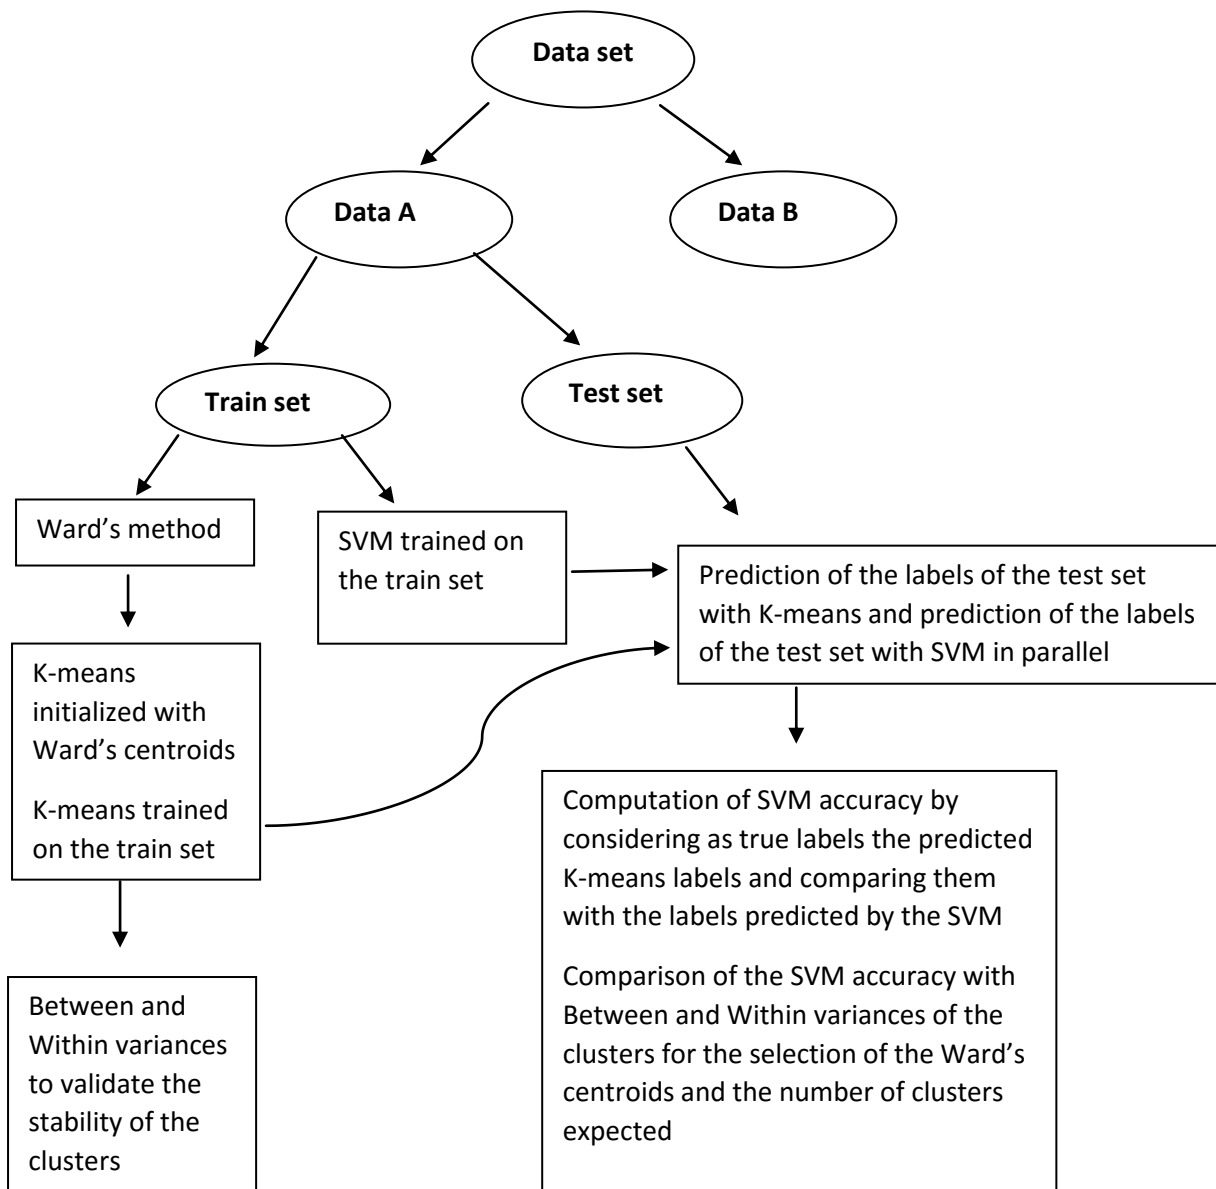 Data set
Data A
Data B
Train set
Test set
Ward’s method
SVM trained on
the train set
Prediction of the labels of the test set
with K-means and prediction of the labels
of the test set with SVM in parallel
K-means
initialized with
Ward’s centroids
K-means trained
on the train set
Computation of SVM accuracy by
considering as true labels the predicted
K-means labels and comparing them
with the labels predicted by the SVM
Comparison of the SVM accuracy with
Between and Within variances of the
clusters for the selection of the Ward’s
centroids and the number of clusters
expected
Between and
Within variances
to validate the
stability of the
clusters